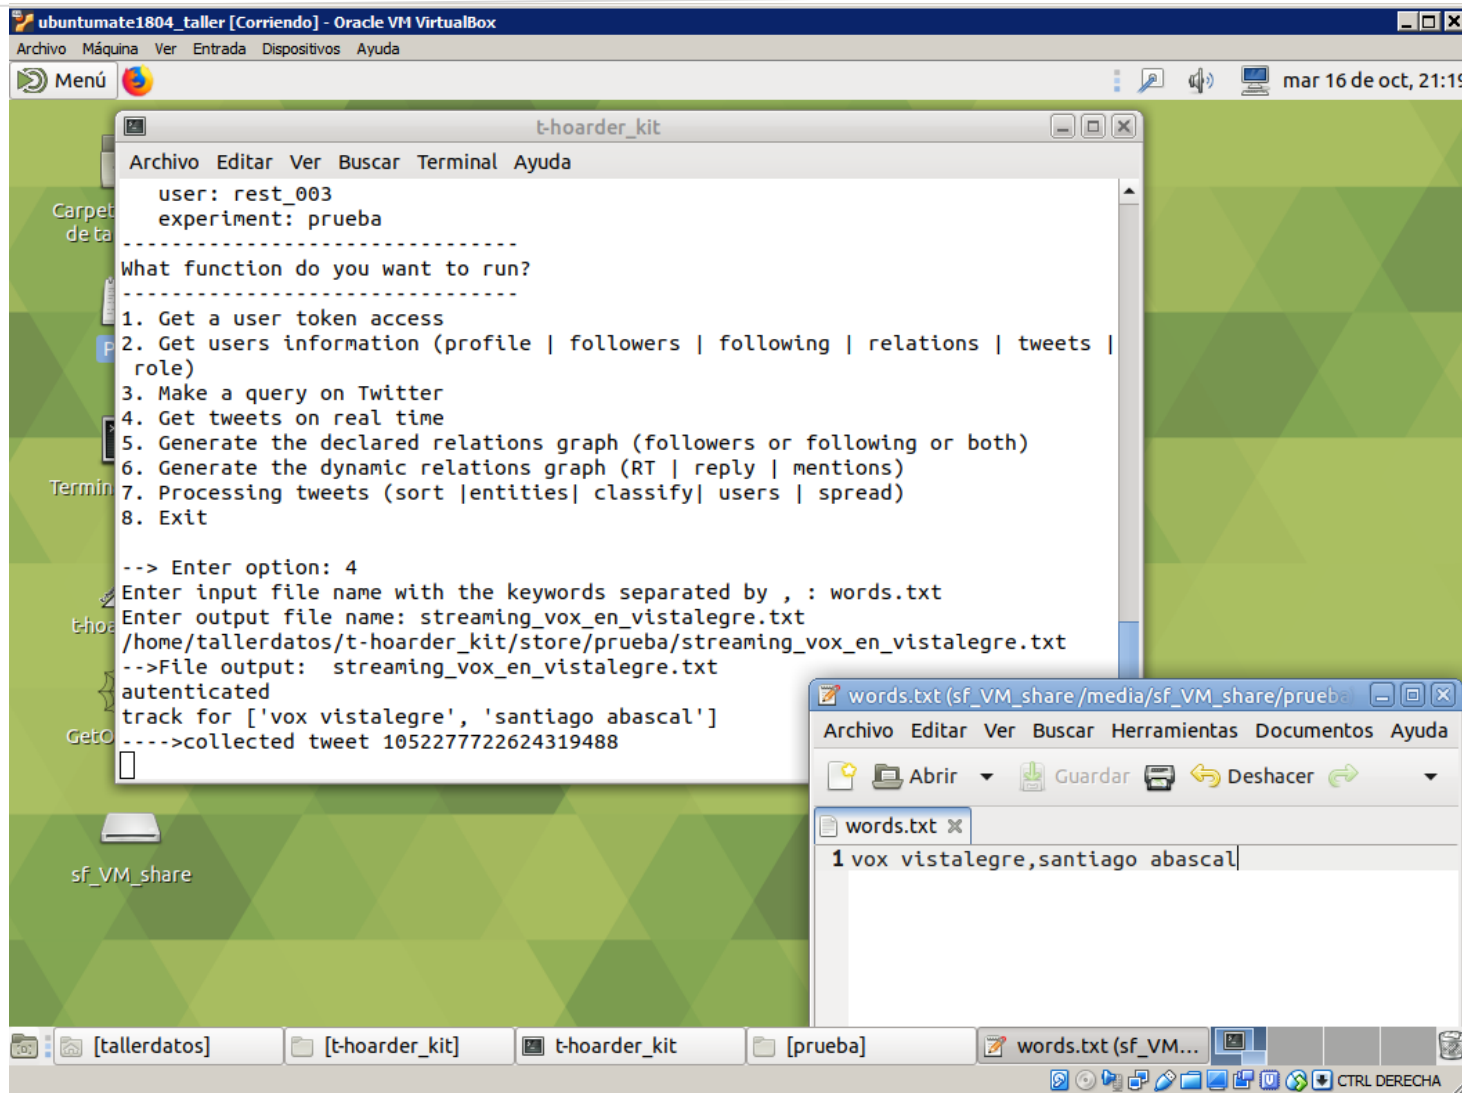 ubuntumate1804_taller [Corriendo] - Oracle VM VirtualBox
Archivo Máquina Ver Entrada Dispositivos Ayuda
Menú
mar 16 de oct, 21:19
t-hoarder_kit
Archivo Editar Ver Buscar Terminal Ayuda
user: rest_003
experiment: prueba
--------------------------------
What function do you want to run?
--------------------------------
1. Get a user token access
2. Get users information (profile | followers | following | relations | tweets |
role)
3. Make a query on Twitter
4. Get tweets on real time
5. Generate the declared relations graph (followers or following or both)
6. Generate the dynamic relations graph (RT | reply | mentions)
7. Processing tweets (sort |entities| classify| users | spread)
8. Exit
--> Enter option: 4
Enter input file name with the keywords separated by , : words.txt
Enter output file name: streaming_vox_en_vistalegre.txt
/home/tallerdatos/t-hoarder_kit/store/prueba/streaming_vox_en_vistalegre.txt
-->File output:  streaming_vox_en_vistalegre.txt
autenticated
track for ['vox vistalegre', 'santiago abascal']
---->collected tweet 1052277722624319488
Carpet
de ta
P
Termin
t-hoa
GetO
sf_VM_share
words.txt (sf_VM_share /media/sf_VM_share/prueba)
Archivo Editar Ver Buscar Herramientas Documentos Ayuda
Abrir Guardar Deshacer
words.txt
1 vox vistalegre,santiago abascal
[tallerdatos] [t-hoarder_kit] t-hoarder_kit [prueba] words.txt (sf_VM...
CTRL DERECHA